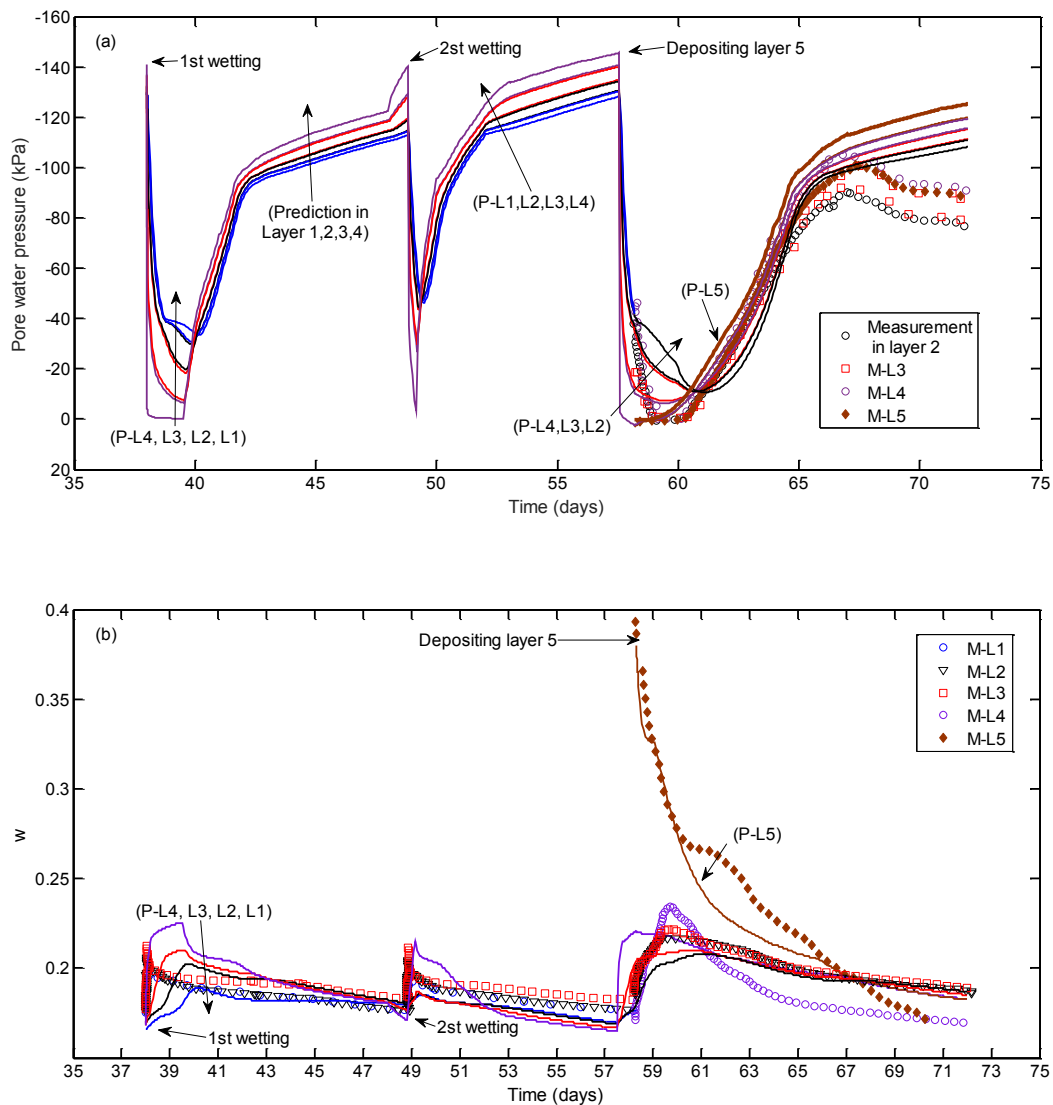 -160
-140
-120
-100
-80
-60
-40
-20
0
20
Pore water pressure (kPa)
(a)
1st wetting
2st wetting
Depositing layer 5
(Prediction in
Layer 1,2,3,4)
(P-L1,L2,L3,L4)
(P-L4, L3, L2, L1)
(P-L5)
(P-L4,L3,L2)
Measurement
in layer 2
M-L3
M-L4
M-L5
35 40 45 50 55 60 65 70 75
Time (days)
0.4
0.35
0.3
0.25
0.2
w
(b)
Depositing layer 5
M-L1
M-L2
M-L3
M-L4
M-L5
(P-L5)
(P-L4, L3, L2, L1)
1st wetting
2st wetting
35 37 39 41 43 45 47 49 51 53 55 57 59 61 63 65 67 69 71 73 75
Time (days)